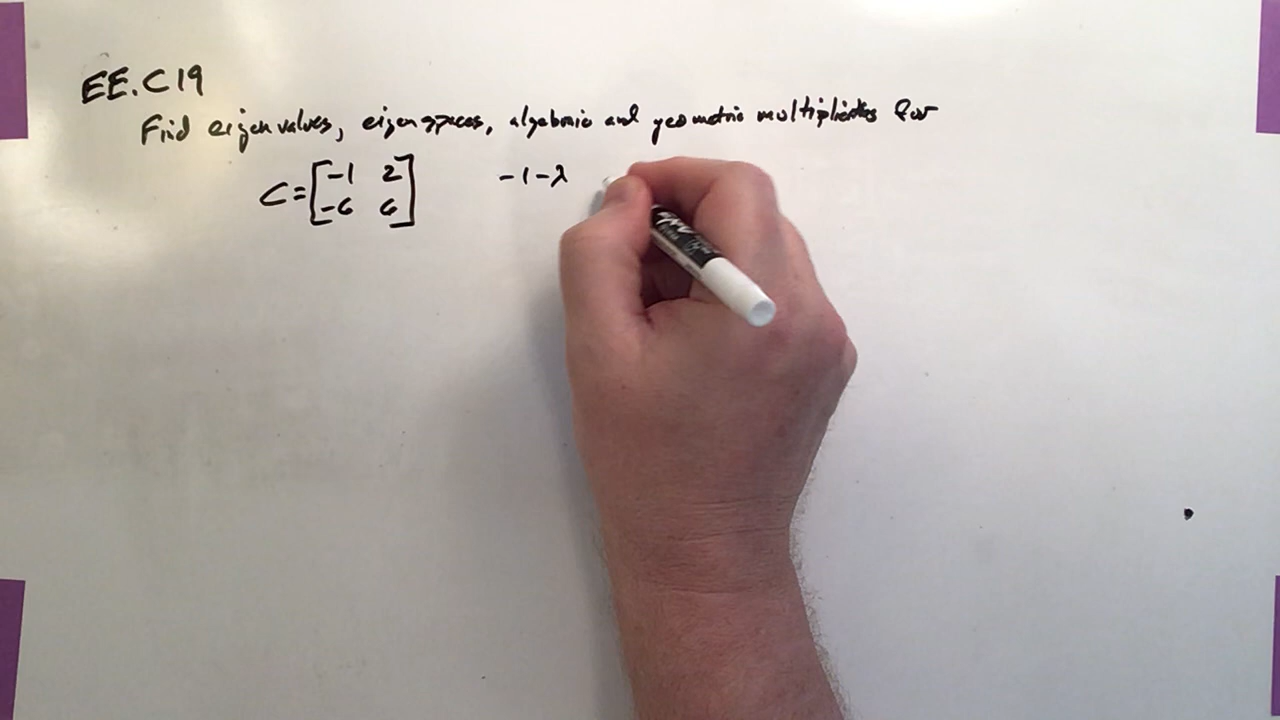 EE.C19
Find eigenvalues, eigenspaces, algebraic and geometric multiplicities for
C = [-1 2 -1-λ
-6 6]